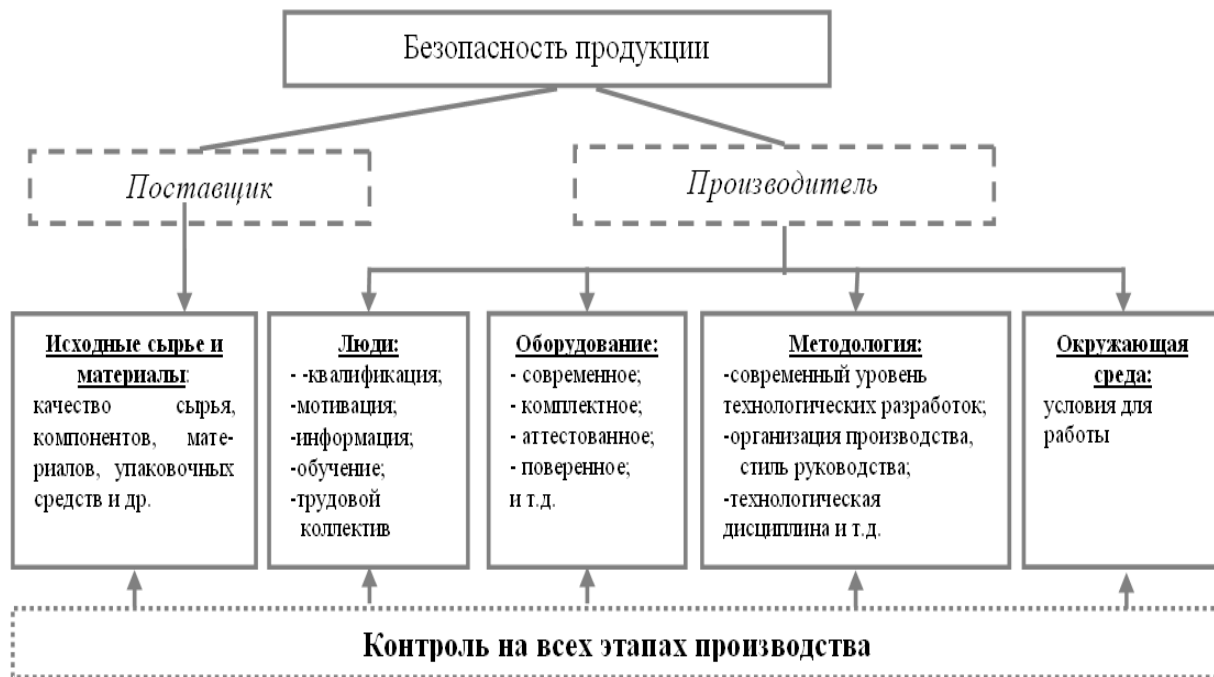 Безопасность продукции
Поставщик
Производитель
Исходные сырье и
материалы:
качество сырья,
компонентов, мате-
риалов, упаковочных
средств и др.
Люди:
- -квалификация;
-мотивация;
-информация;
-обучение;
-трудовой
коллектив
Оборудование:
- современное;
- комплектное;
- аттестованное;
- поверенное;
и т.д.
Методология:
-современный уровень
технологических разработок;
-организация производства,
стиль руководства;
-технологическая
дисциплина и т.д.
Окружающая
среда:
условия для
работы
Контроль на всех этапах производства